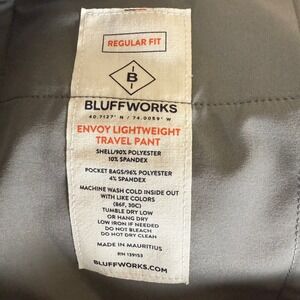 REGULAR FIT
B
BLUFFWORKS
40.7127° N / 74.0059° W
ENVOY LIGHTWEIGHT
TRAVEL PANT
SHELL/90% POLYESTER
10% SPANDEX
POCKET BAGS/96% POLYESTER
4% SPANDEX
MACHINE WASH COLD INSIDE OUT
WITH LIKE COLORS
(86F, 30C)
TUMBLE DRY LOW
OR HANG DRY
LOW IRON IF NEEDED
DO NOT BLEACH
DO NOT DRY CLEAN
MADE IN MAURITIUS
RN 139153
BLUFFWORKS.COM